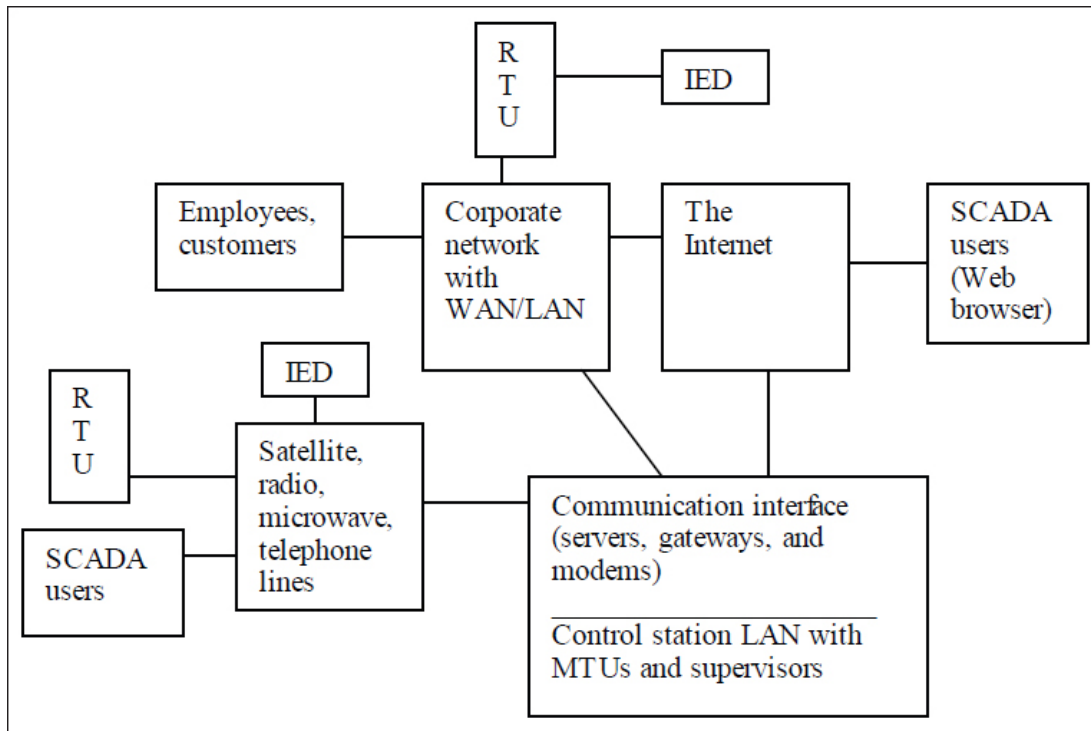 R
T
U
IED
Employees,
customers
Corporate
network
with
WAN/LAN
The
Internet
SCADA
users
(Web
browser)
IED
R
T
U
Satellite,
radio,
microwave,
telephone
lines
SCADA
users
Communication interface
(servers, gateways, and
modems)
Control station LAN with
MTUs and supervisors